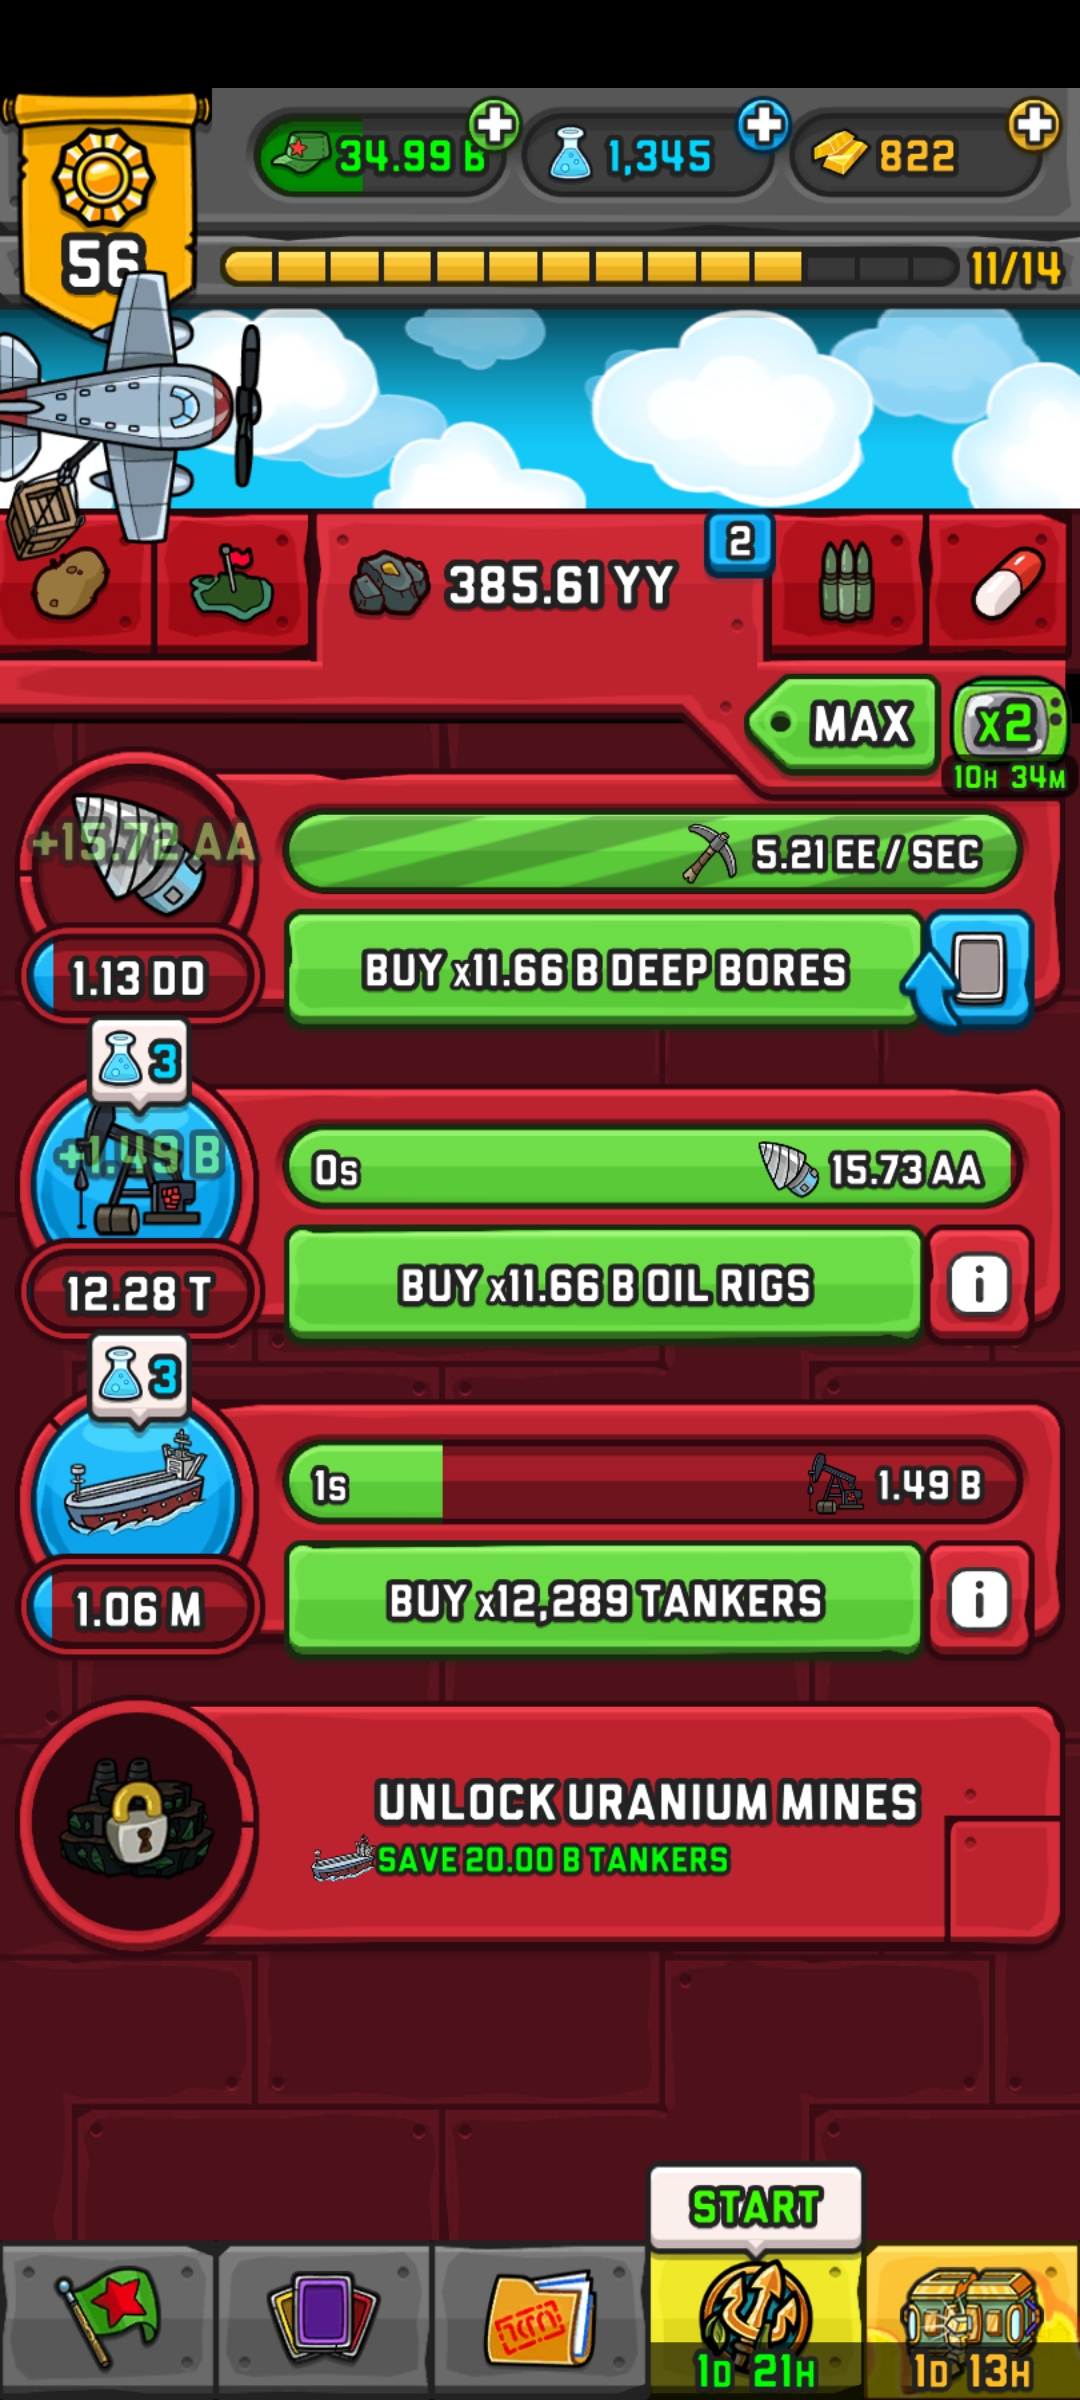 34.99 B
1,345
822
56
11/14
385.61 YY
2
MAX
x2
10H 34M
+15.72 AA
5.21 EE / SEC
1.13 DD
BUY x11.66 B DEEP BORES
3
+1.49 B
0s
15.73 AA
12.28 T
BUY x11.66 B OIL RIGS
i
3
1s
1.49 B
1.06 M
BUY x12,289 TANKERS
i
UNLOCK URANIUM MINES
SAVE 20.00 B TANKERS
START
1D 21H
1D 13H